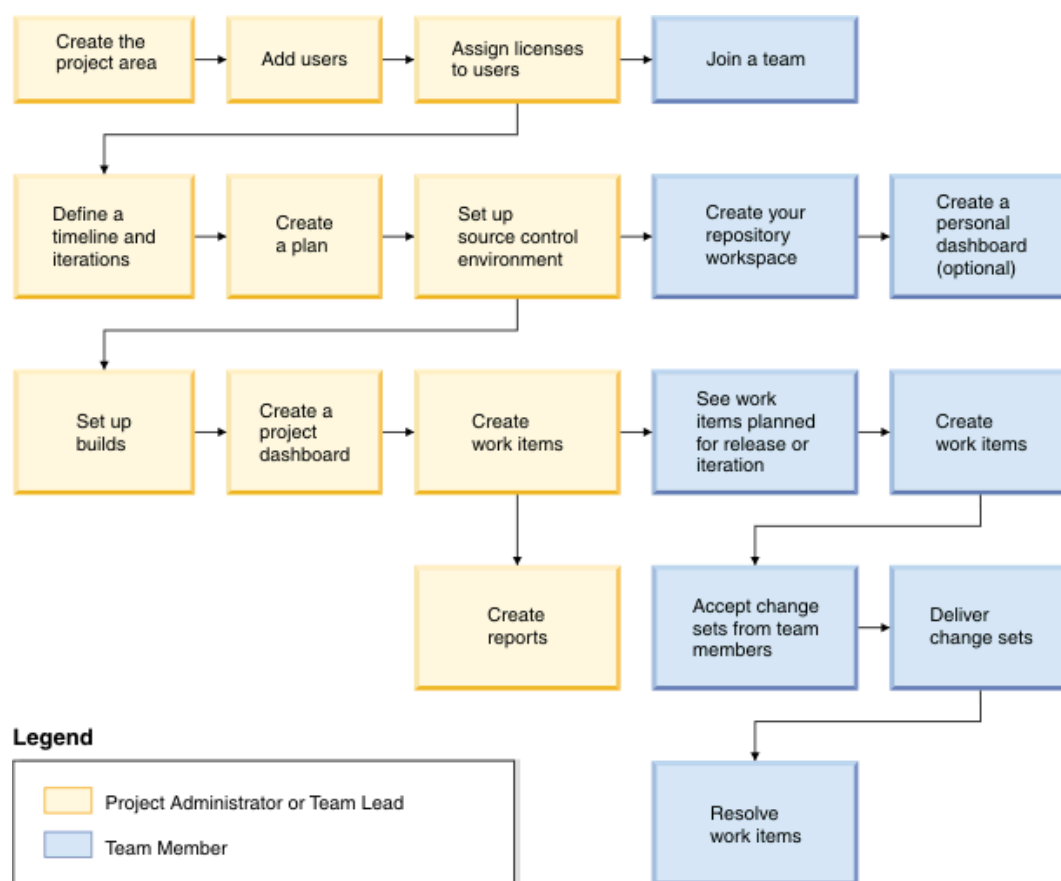 Create the
project area
Add users
Assign licenses
to users
Join a team
Define a
timeline and
iterations
Create
a plan
Set up
source control
environment
Create your
repository
workspace
Create a
personal
dashboard
(optional)
Set up
builds
Create a
project
dashboard
Create
work items
See work
items planned
for release or
iteration
Create
work items
Create
reports
Accept change
sets from team
members
Deliver
change sets
Legend
Project Administrator or Team Lead
Team Member
Resolve
work items